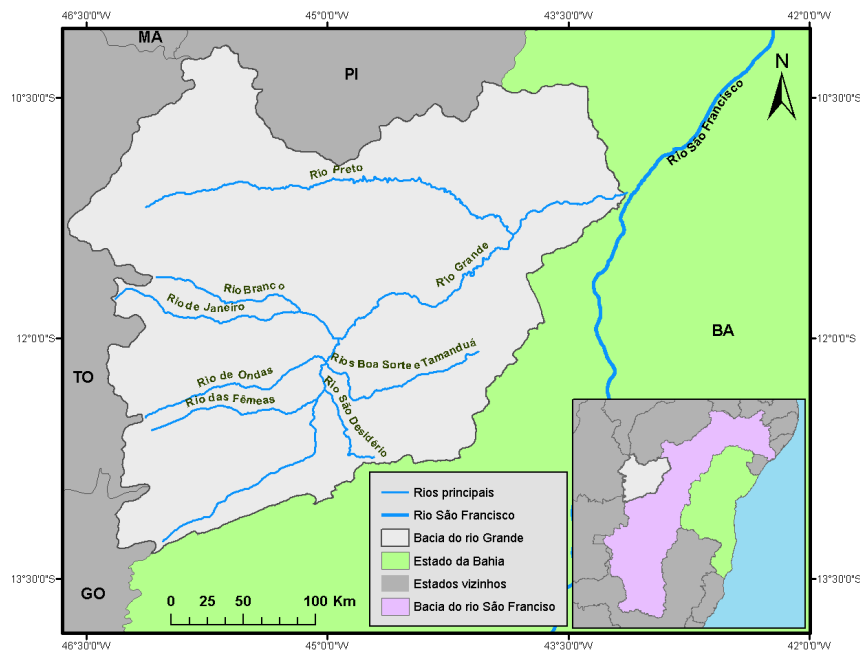 46°30'0"W 45°0'0"W 43°30'0"W 42°0'0"W
MA
PI
N
10°30'0"S 10°30'0"S
Rio São Francisco
Rio Preto
Rio Grande
Rio Branco
Rio de Janeiro
12°0'0"S 12°0'0"S
BA
Rios Boa Sorte e Tamanduá
TO
Rio de Ondas
Rio das Fêmeas
Rio São Desidério
Rios principais
Rio São Francisco
Bacia do rio Grande
Estado da Bahia
Estados vizinhos
Bacia do rio São Franciso
13°30'0"S 13°30'0"S
GO
0 25 50 100 Km
46°30'0"W 45°0'0"W 43°30'0"W 42°0'0"W